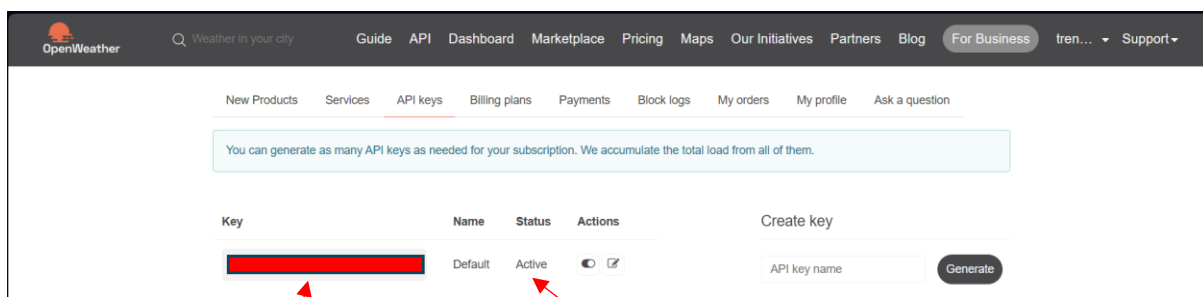 OpenWeather
Weather in your city
Guide API Dashboard Marketplace Pricing Maps Our Initiatives Partners Blog For Business tren... Support
New Products Services API keys Billing plans Payments Block logs My orders My profile Ask a question
You can generate as many API keys as needed for your subscription. We accumulate the total load from all of them.
Key Name Status Actions
Create key
Default Active
API key name Generate